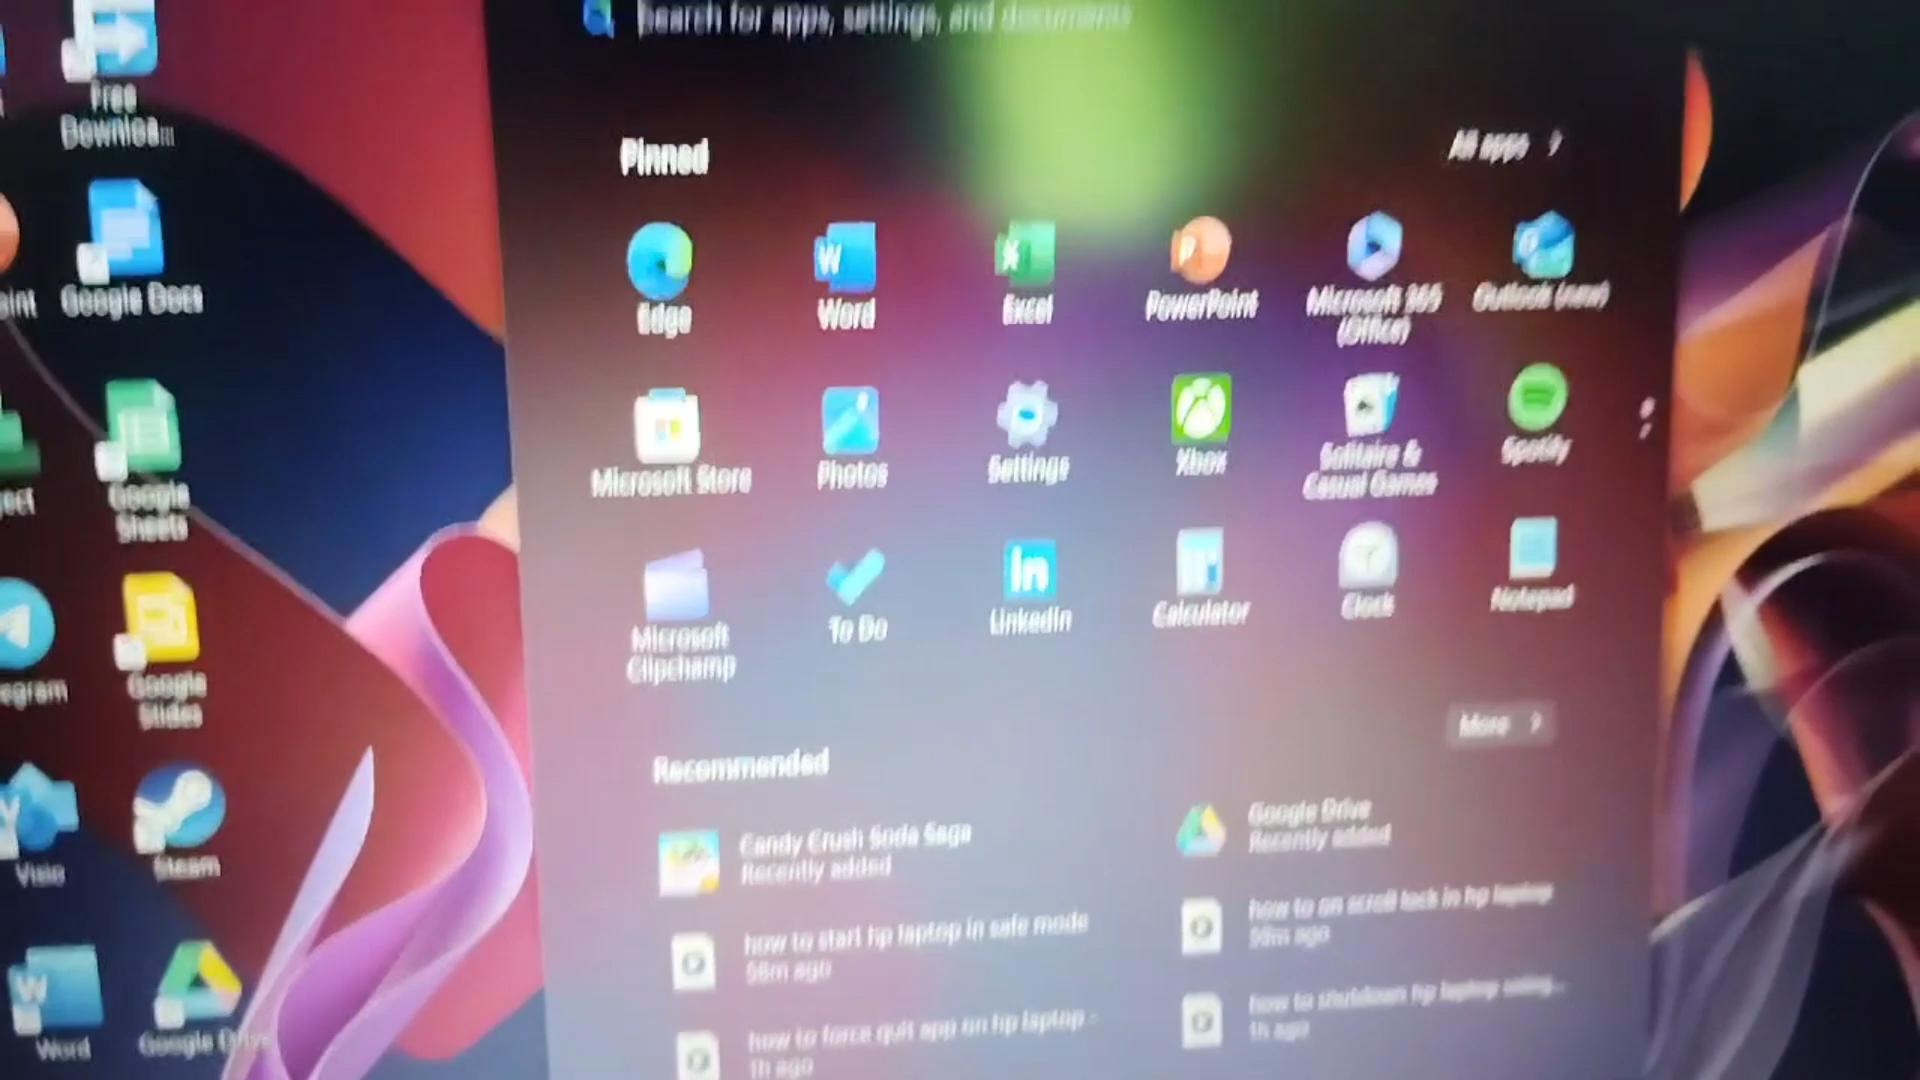 Search for apps, settings, and documents
Free
Downloa...
Google Docs
Google
Sheets
Google
Slides
egram
Visio
Steam
Word
Google Drive
Pinned
All apps
Edge
Word
Excel
PowerPoint
Microsoft 365
(Office)
Outlook (new)
Microsoft Store
Photos
Settings
Xbox
Solitaire &
Casual Games
Spotify
Microsoft
Clipchamp
To Do
LinkedIn
Calculator
Clock
Notepad
More
Recommended
Candy Crush Soda Saga
Recently added
Google Drive
Recently added
how to start hp laptop in safe mode
58m ago
how to on scroll lock in hp laptop
59m ago
how to force quit app on hp laptop -
1h ago
how to shutdown hp laptop using...
1h ago